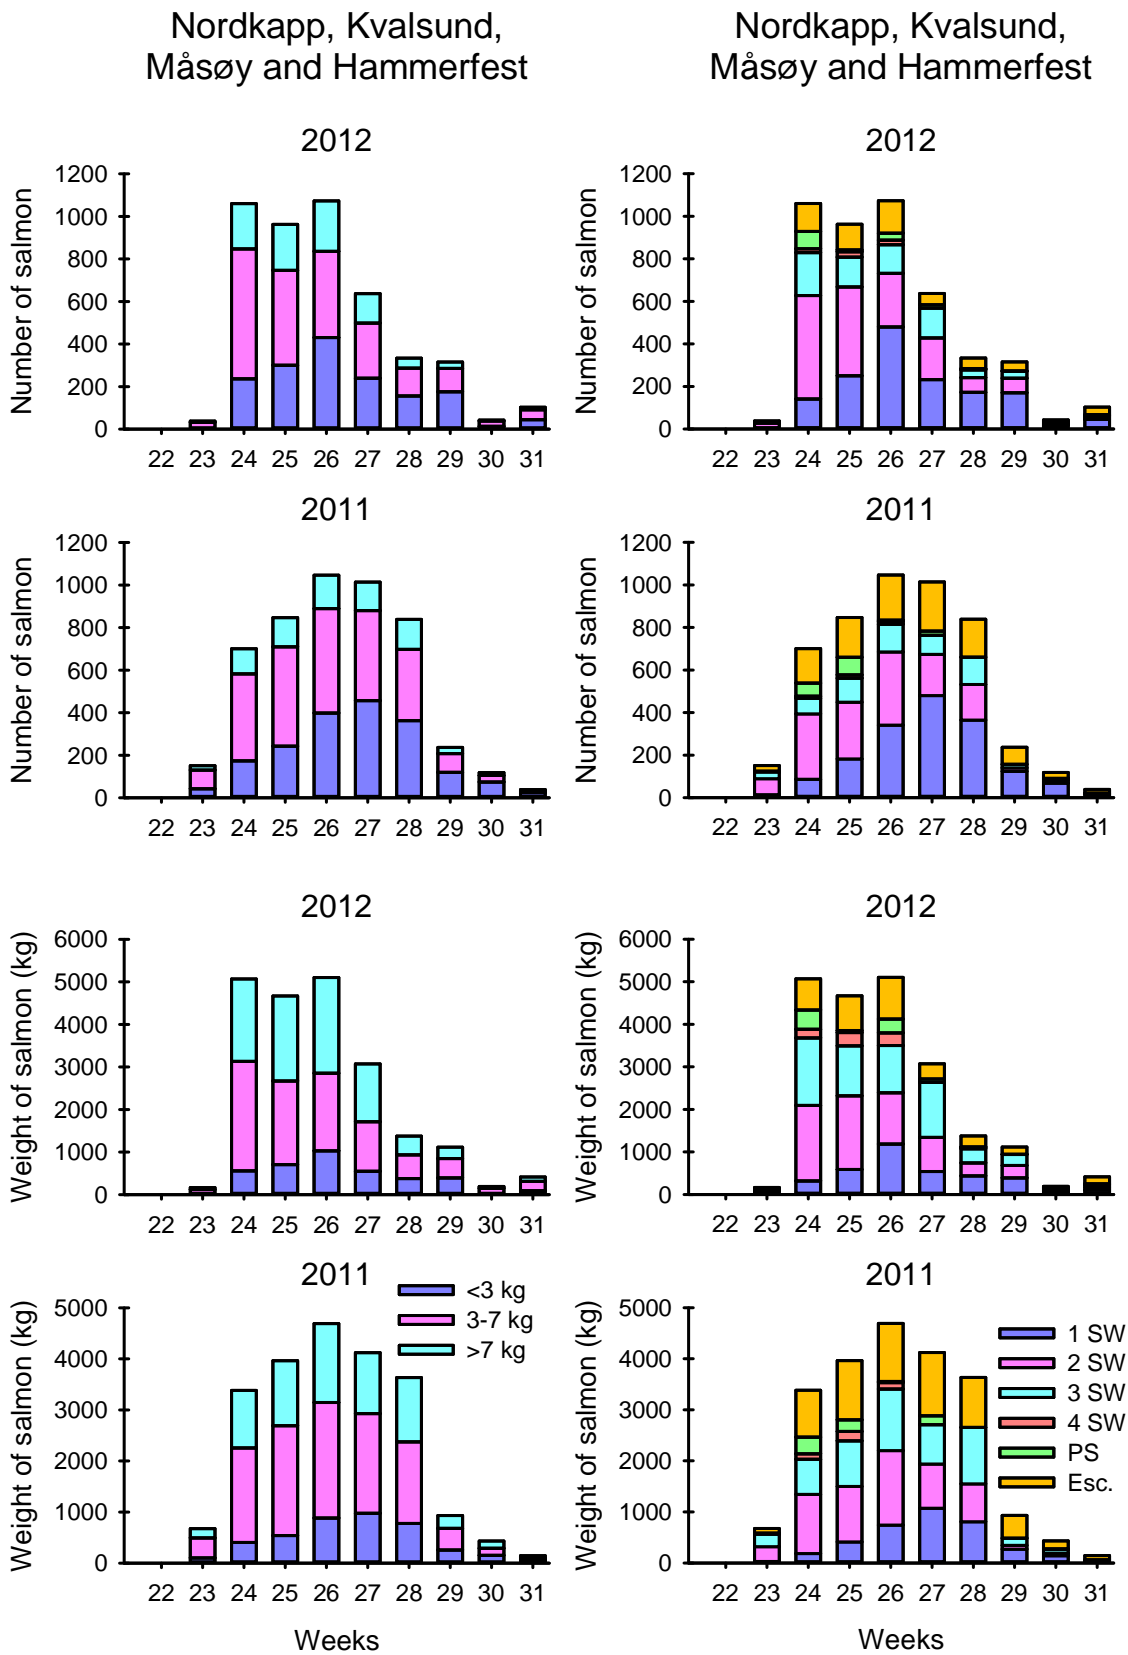 Nordkapp, Kvalsund,
Måsøy and Hammerfest
Nordkapp, Kvalsund,
Måsøy and Hammerfest
2012
Number of salmon
1200
1000
800
600
400
200
0
22 23 24 25 26 27 28 29 30 31
2012
Number of salmon
1200
1000
800
600
400
200
0
22 23 24 25 26 27 28 29 30 31
2011
Number of salmon
1200
1000
800
600
400
200
0
22 23 24 25 26 27 28 29 30 31
2011
Number of salmon
1200
1000
800
600
400
200
0
22 23 24 25 26 27 28 29 30 31
2012
Weight of salmon (kg)
6000
5000
4000
3000
2000
1000
0
22 23 24 25 26 27 28 29 30 31
2012
Weight of salmon (kg)
6000
5000
4000
3000
2000
1000
0
22 23 24 25 26 27 28 29 30 31
2011
Weight of salmon (kg)
5000
4000
3000
2000
1000
0
<3 kg
3-7 kg
>7 kg
22 23 24 25 26 27 28 29 30 31
Weeks
2011
Weight of salmon (kg)
5000
4000
3000
2000
1000
0
1 SW
2 SW
3 SW
4 SW
PS
Esc.
22 23 24 25 26 27 28 29 30 31
Weeks